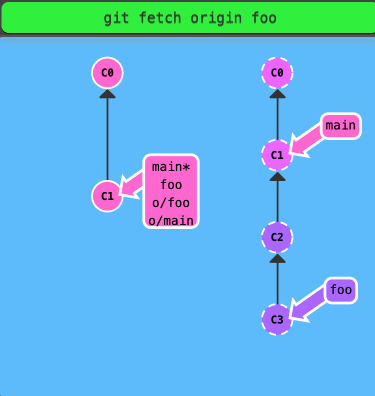 git fetch origin foo
C0
C1
main*
foo
o/foo
o/main
C0
C1
main
C2
C3
foo